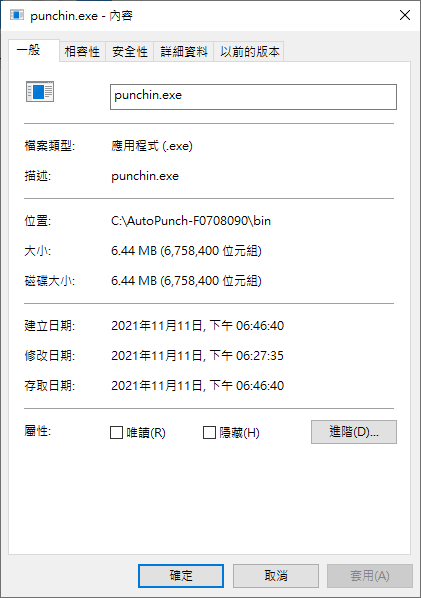 punchin.exe - 內容
一般 相容性 安全性 詳細資料 以前的版本
punchin.exe
檔案類型: 應用程式 (.exe)
描述: punchin.exe
位置: C:\AutoPunch-F0708090\bin
大小: 6.44 MB (6,758,400 位元組)
磁碟大小: 6.44 MB (6,758,400 位元組)
建立日期: 2021年11月11日, 下午 06:46:40
修改日期: 2021年11月11日, 下午 06:27:35
存取日期: 2021年11月11日, 下午 06:46:40
屬性: 唯讀(R) 隱藏(H) 進階(D)...
確定 取消 套用(A)